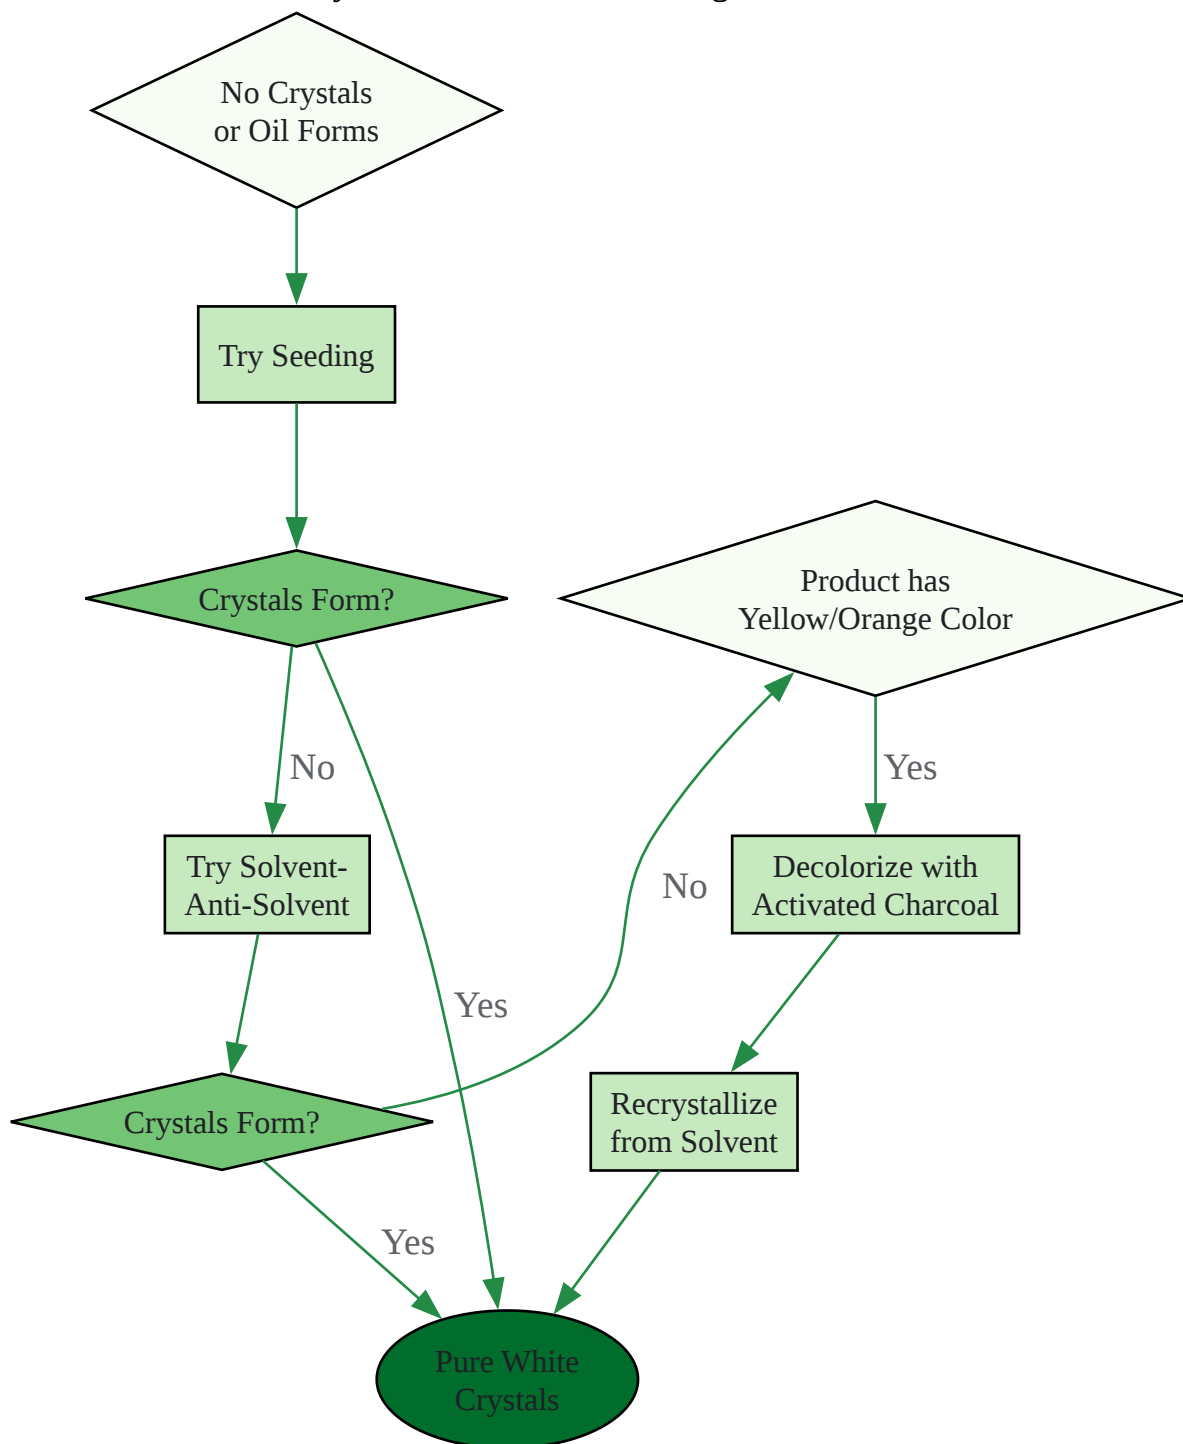 No Crystals
or Oil Forms
Try Seeding
Crystals Form?
Product has
Yellow/Orange Color
No
Yes
Try Solvent-
Anti-Solvent
No
Decolorize with
Activated Charcoal
Yes
Crystals Form?
Recrystallize
from Solvent
Yes
Pure White
Crystals